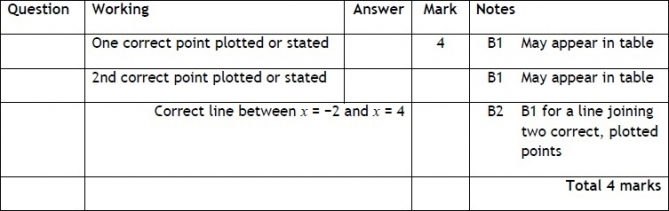 Question Working Answer Mark Notes
One correct point plotted or stated 4 B1 May appear in table
2nd correct point plotted or stated B1 May appear in table
Correct line between x = −2 and x = 4 B2 B1 for a line joining
two correct, plotted
points
Total 4 marks